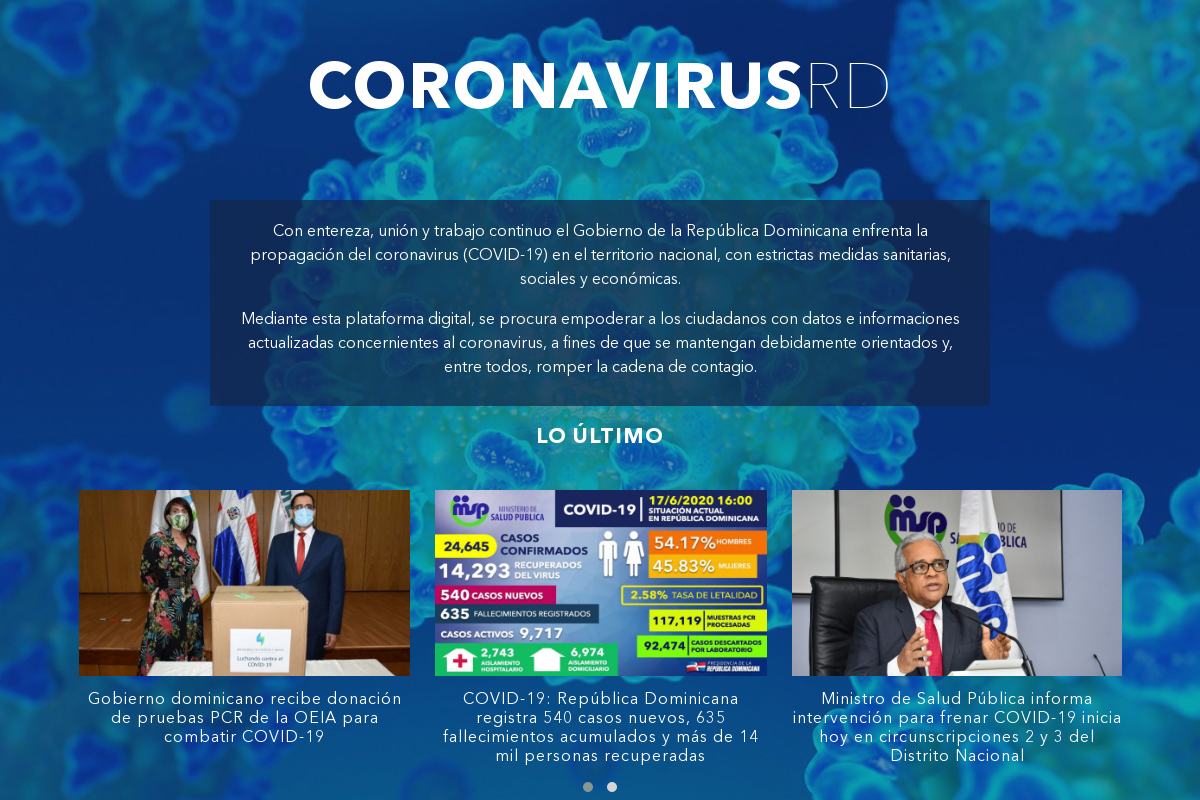 CORONAVIRUSRD
Con entereza, unión y trabajo continuo el Gobierno de la República Dominicana enfrenta la
propagación del coronavirus (COVID-19) en el territorio nacional, con estrictas medidas sanitarias,
sociales y económicas.
Mediante esta plataforma digital, se procura empoderar a los ciudadanos con datos e informaciones
actualizadas concernientes al coronavirus, a fines de que se mantengan debidamente orientados y,
entre todos, romper la cadena de contagio.
LO ÚLTIMO
Luchando contra el
COVID-19
Gobierno dominicano recibe donación
de pruebas PCR de la OEIA para
combatir COVID-19
msp
MINISTERIO DE
SALUD PUBLICA
COVID-19
17/6/2020 16:00
SITUACIÓN ACTUAL
EN REPÚBLICA DOMINICANA
24,645 CASOS
CONFIRMADOS
14,293 RECUPERADOS
DEL VIRUS
540 CASOS NUEVOS
635 FALLECIMIENTOS REGISTRADOS
CASOS ACTIVOS 9,717
2,743
AISLAMIENTO
HOSPITALARIO
6,974
AISLAMIENTO
DOMICILIARIO
54.17% HOMBRES
45.83% MUJERES
2.58% TASA DE LETALIDAD
117,119 MUESTRAS PCR
PROCESADAS
92,474 CASOS DESCARTADOS
POR LABORATORIO
PRESIDENCIA DE LA
REPÚBLICA DOMINICANA
COVID-19: República Dominicana
registra 540 casos nuevos, 635
fallecimientos acumulados y más de 14
mil personas recuperadas
msp
IO DE
PUBLICA
msp
Ministro de Salud Pública informa
intervención para frenar COVID-19 inicia
hoy en circunscripciones 2 y 3 del
Distrito Nacional